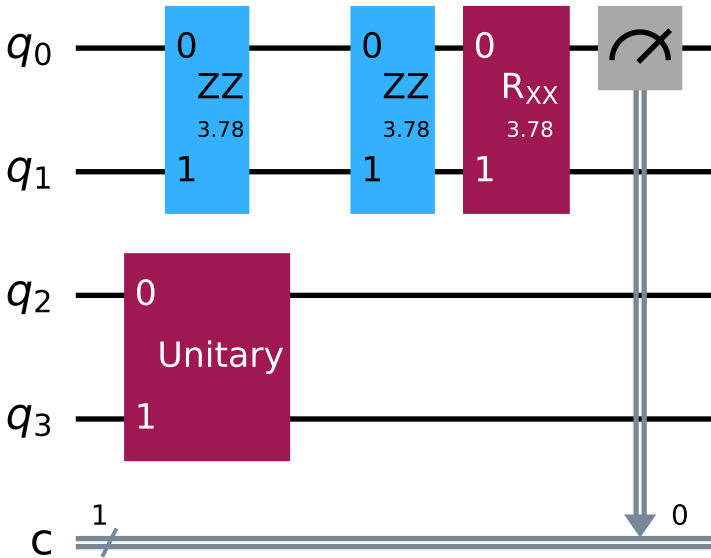 q0 0 0 0
ZZ ZZ RXX
3.78 3.78 3.78
q1 1 1 1
q2 0
Unitary
q3 1
1 0
c